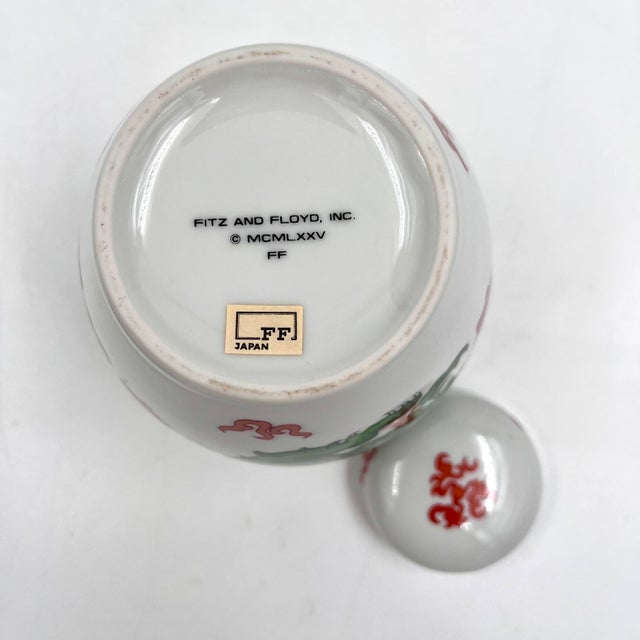 FITZ AND FLOYD, INC.
© MCMLXXV
FF
FF
JAPAN